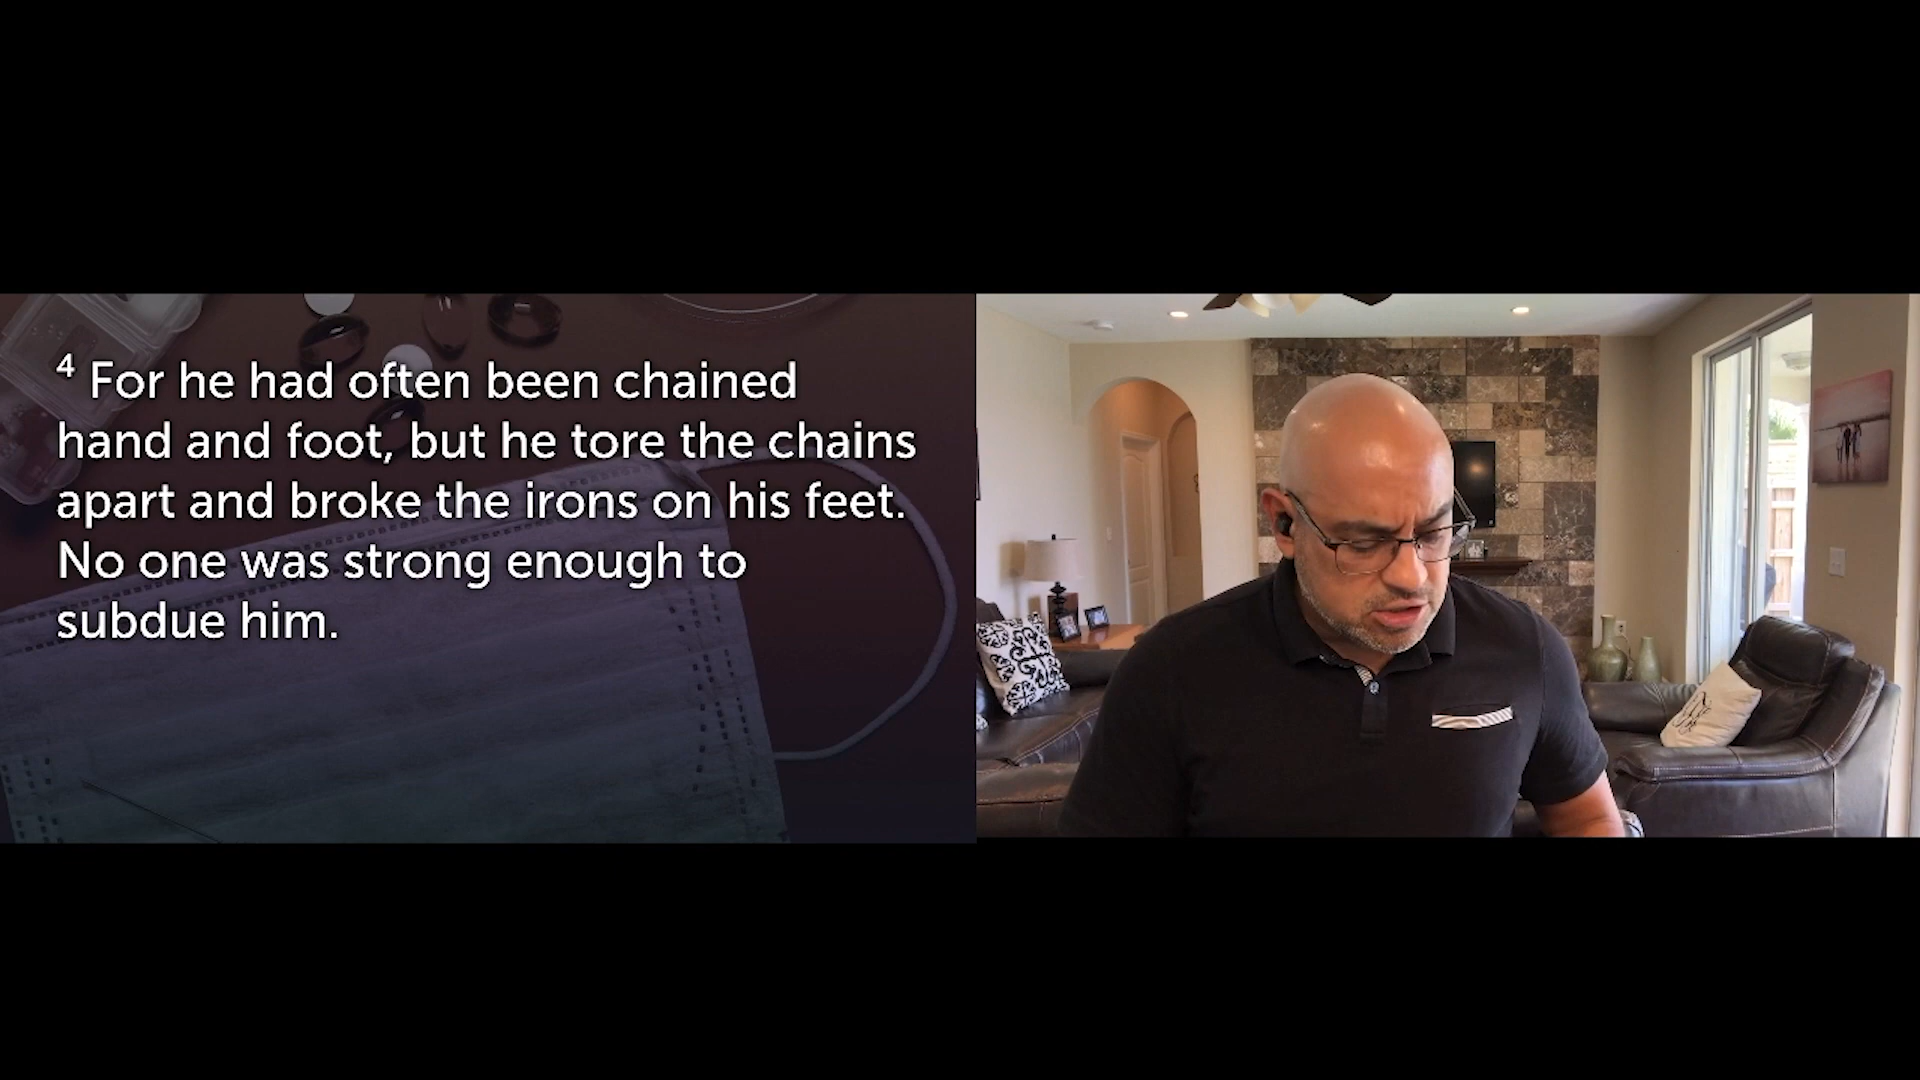 4 For he had often been chained
hand and foot, but he tore the chains
apart and broke the irons on his feet.
No one was strong enough to
subdue him.